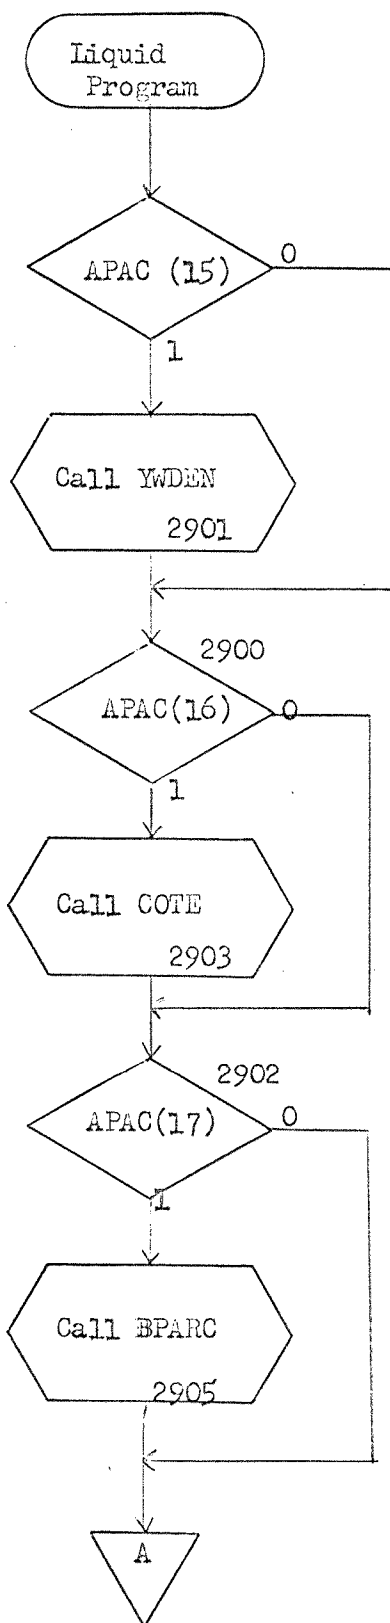 Liquid
Program
APAC (15)
0
1
Call YWDEN
2901
2900
APAC(16)
0
1
Call COTE
2903
2902
APAC(17)
0
1
Call BPARC
2905
A